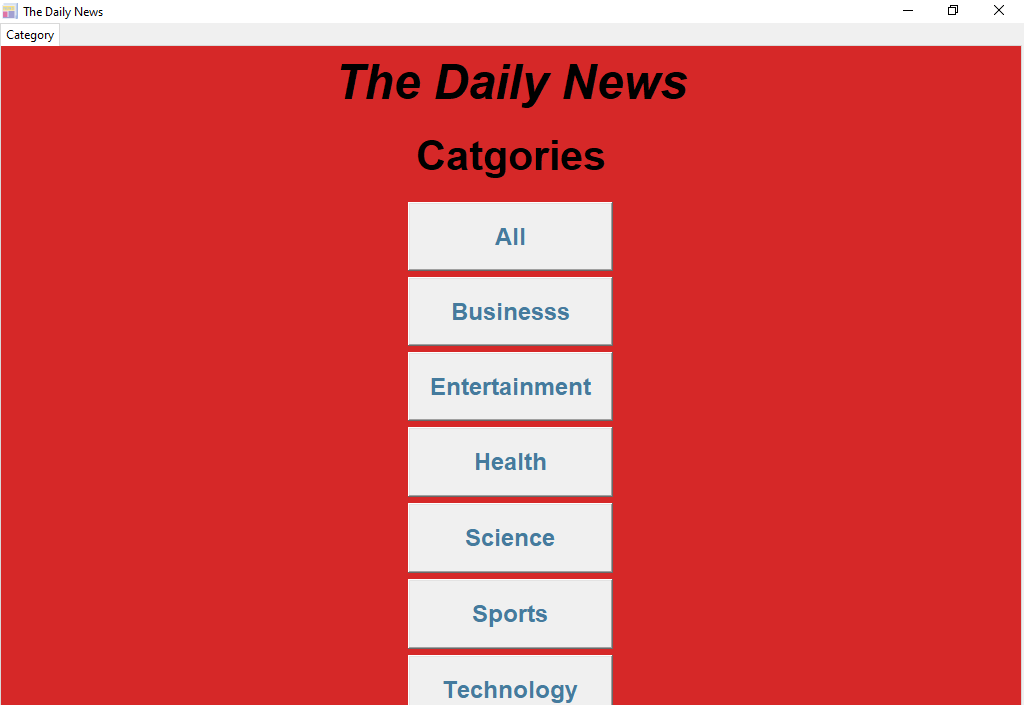 The Daily News
Category
The Daily News
Catgories
All
Businesss
Entertainment
Health
Science
Sports
Technology